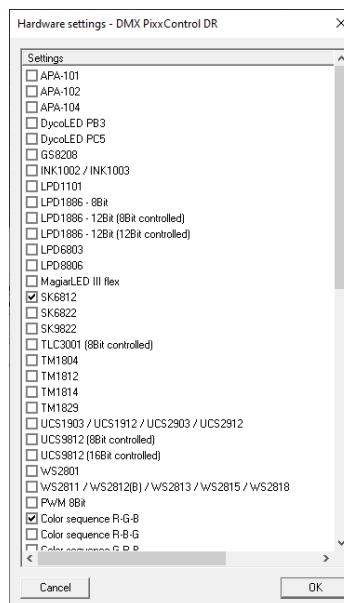 Hardware settings - DMX PixxControl DR
Settings
APA-101
APA-102
APA-104
DycoLED PB3
DycoLED PC5
GS8208
INK1002 / INK1003
LPD1101
LPD1886 - 8Bit
LPD1886 - 12Bit (8Bit controlled)
LPD1886 - 12Bit (12Bit controlled)
LPD6803
LPD8806
MagiarLED III flex
SK6812
SK6822
SK9822
TLC3001 (8Bit controlled)
TM1804
TM1812
TM1814
TM1829
UCS1903 / UCS1912 / UCS2903 / UCS2912
UCS9812 (8Bit controlled)
UCS9812 (16Bit controlled)
WS2801
WS2811 / WS2812(B) / WS2813 / WS2815 / WS2818
PWM 8Bit
Color sequence R-G-B
Color sequence R-B-G
Color sequence G-R-B
Cancel OK